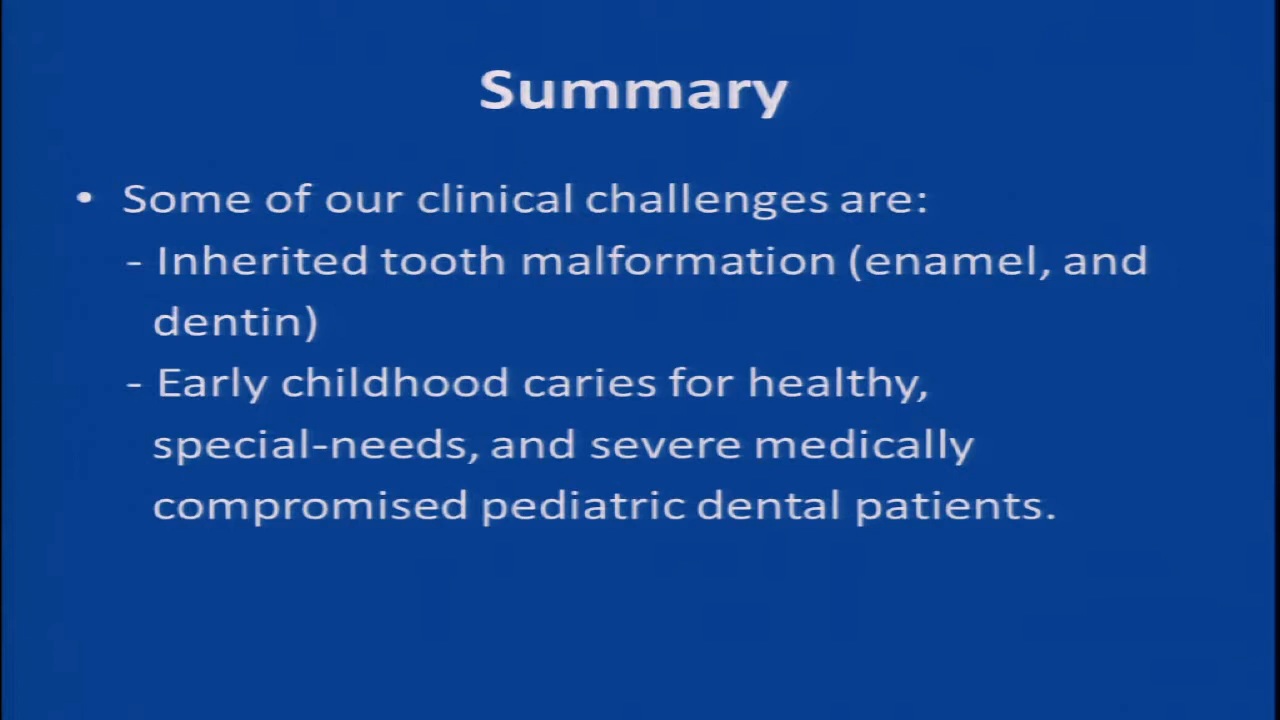 Summary
• Some of our clinical challenges are:
- Inherited tooth malformation (enamel, and
dentin)
- Early childhood caries for healthy,
special-needs, and severe medically
compromised pediatric dental patients.